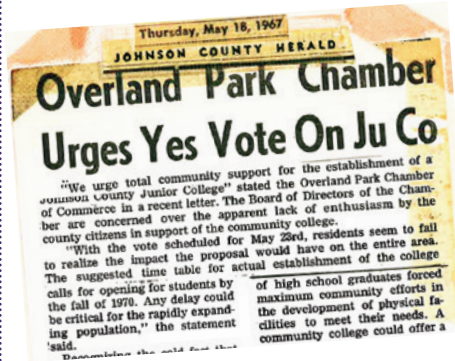 Thursday, May 18, 1967
JOHNSON COUNTY HERALD
Overland Park Chamber
Urges Yes Vote On Ju Co
"We urge total community support for the establishment of a
Johnson County Junior College" stated the Overland Park Chamber
of Commerce in a recent letter. The Board of Directors of the Cham-
ber are concerned over the apparent lack of enthusiasm by the
county citizens in support of the community college.
"With the vote scheduled for May 23rd, residents seem to fail
to realize the impact the proposal would have on the entire area.
The suggested time table for actual establishment of the college
calls for opening for students by
the fall of 1970. Any delay could
be critical for the rapidly expand-
ing population," the statement
said.
Recognizing the cold fact that
of high school graduates forced
maximum community efforts in
the development of physical fa-
cilities to meet their needs. A
community college could offer a